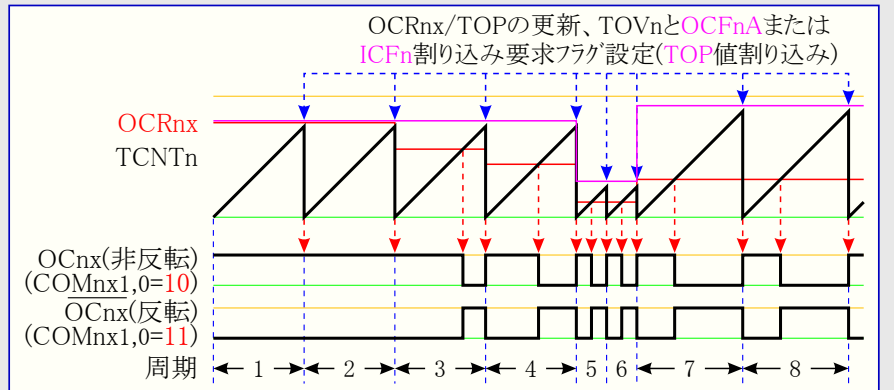 OCRnx/TOPの更新、TOVnとOCFnAまたは
ICFn割り込み要求フラグ設定(TOP値割り込み)
OCRnx
TCNTn
OCnx(非反転)
(COMnx1,0=10)
OCnx(反転)
(COMnx1,0=11)
周期 1 2 3 4 5 6 7 8